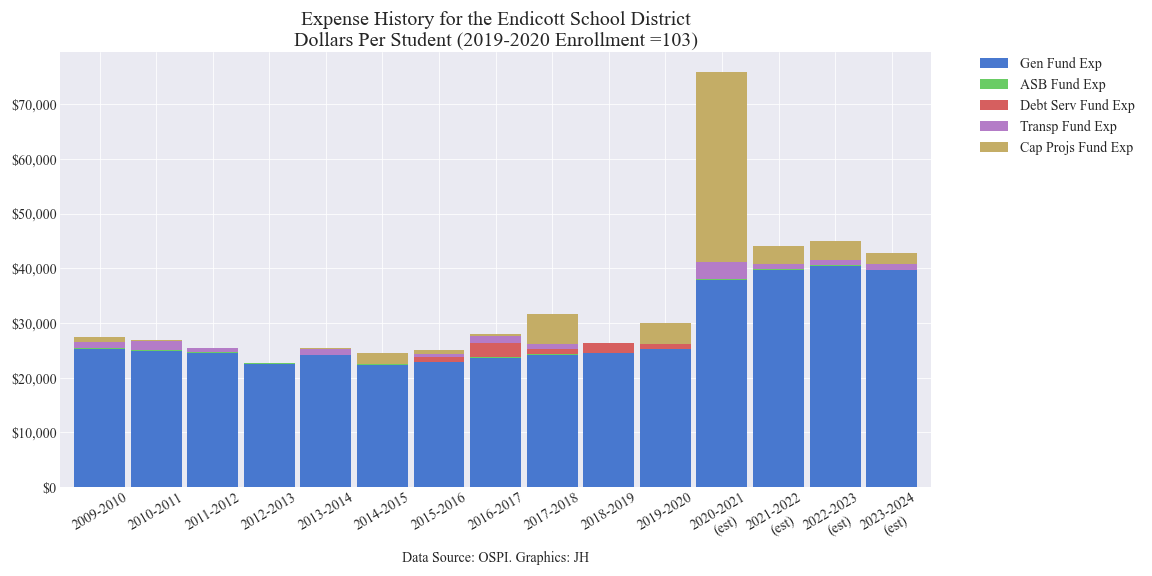 Expense History for the Endicott School District
Dollars Per Student (2019-2020 Enrollment =103)
Gen Fund Exp
ASB Fund Exp
Debt Serv Fund Exp
Transp Fund Exp
Cap Projs Fund Exp
$70,000
$60,000
$50,000
$40,000
$30,000
$20,000
$10,000
$0
2009-2010
2010-2011
2011-2012
2012-2013
2013-2014
2014-2015
2015-2016
2016-2017
2017-2018
2018-2019
2019-2020
2020-2021
(est)
2021-2022
(est)
2022-2023
(est)
2023-2024
(est)
Data Source: OSPI. Graphics: JH